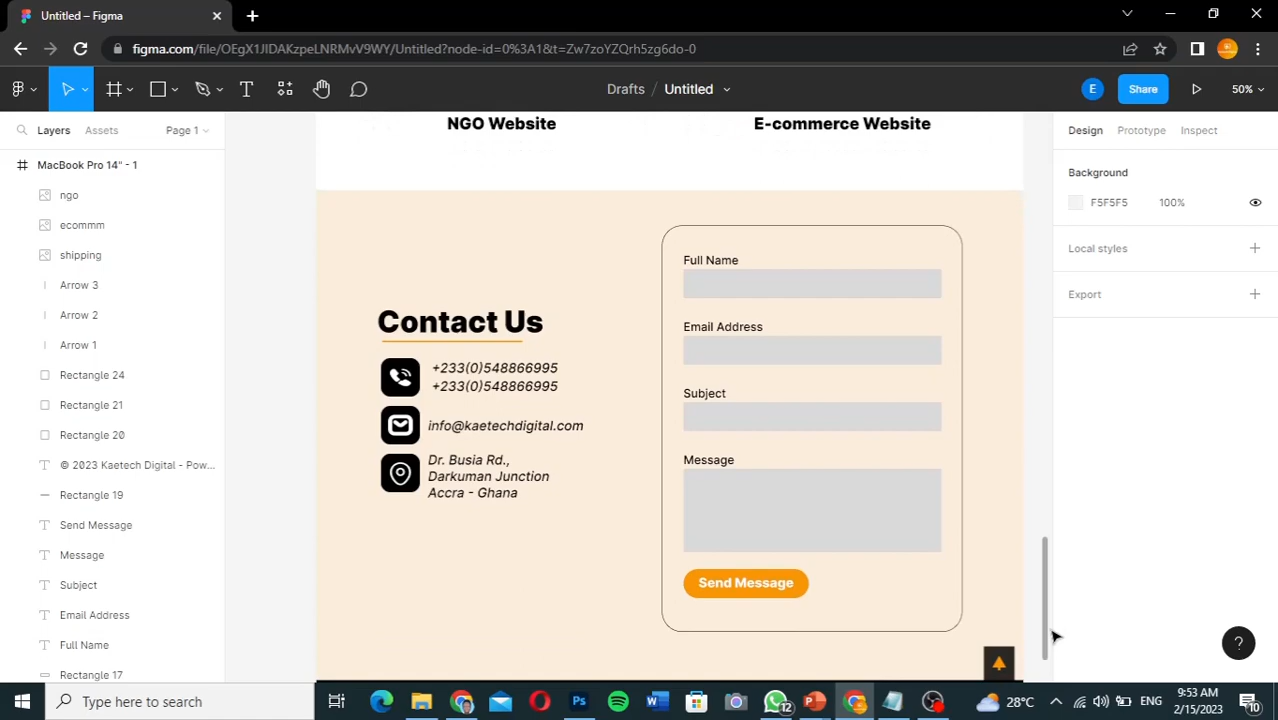 Untitled – Figma
figma.com/file/OEgX1JIDAKzpeLNRMvV9WY/Untitled?node-id=0%3A1&t=Zw7zoYZQrh5zg6do-0
Drafts / Untitled
E
Share
50%
Layers
Assets
Page 1
Design
Prototype
Inspect
MacBook Pro 14" - 1
ngo
ecommm
shipping
Arrow 3
Arrow 2
Arrow 1
Rectangle 24
Rectangle 21
Rectangle 20
© 2023 Kaetech Digital - Pow...
Rectangle 19
Send Message
Message
Subject
Email Address
Full Name
Rectangle 17
NGO Website
E-commerce Website
Contact Us
+233(0)548866995
+233(0)548866995
info@kaetechdigital.com
Dr. Busia Rd.,
Darkuman Junction
Accra - Ghana
Full Name
Email Address
Subject
Message
Send Message
Background
F5F5F5
100%
Local styles
Export
?
Type here to search
Ps
W
12
28°C
ENG
9:53 AM
2/15/2023
10